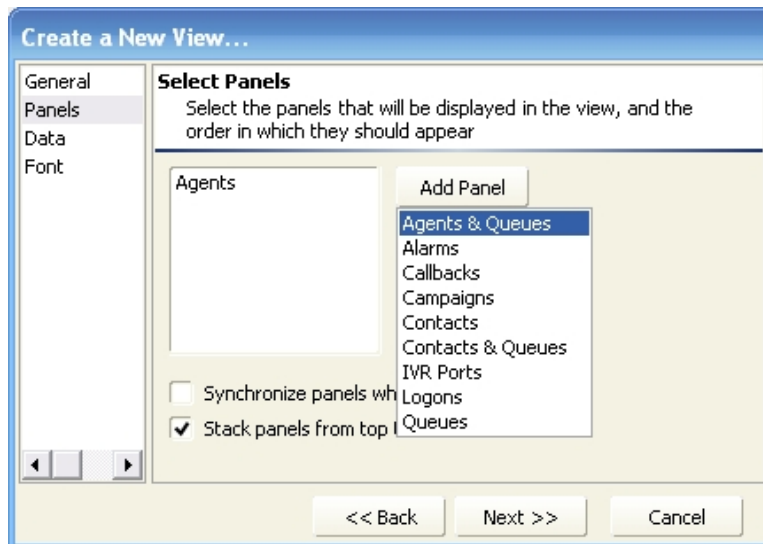 Create a New View...
General
Panels
Data
Font
Select Panels
Select the panels that will be displayed in the view, and the
order in which they should appear
Agents
Add Panel
Agents & Queues
Alarms
Callbacks
Campaigns
Contacts
Contacts & Queues
IVR Ports
Logons
Queues
Synchronize panels wh
Stack panels from top
<< Back
Next >>
Cancel